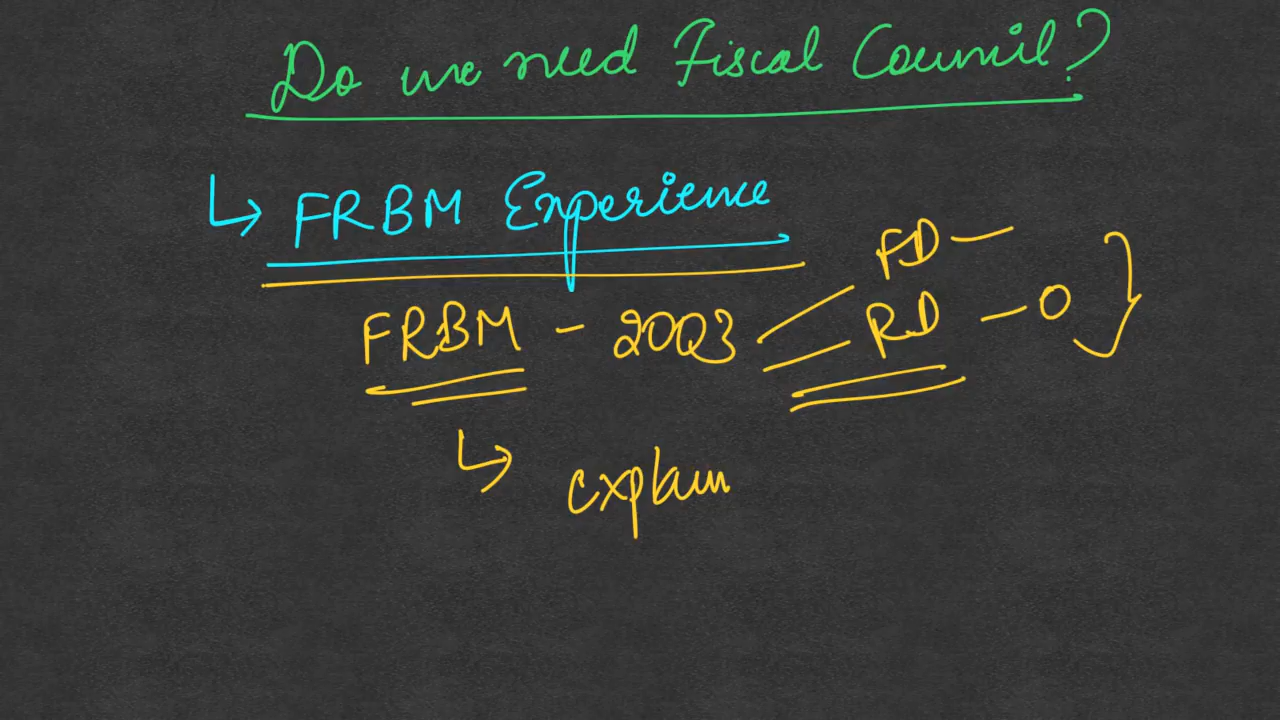 Do we need Fiscal Council?
↳ FRBM Experience
FD –
FRBM – 2003
RD – 0
↳ explain